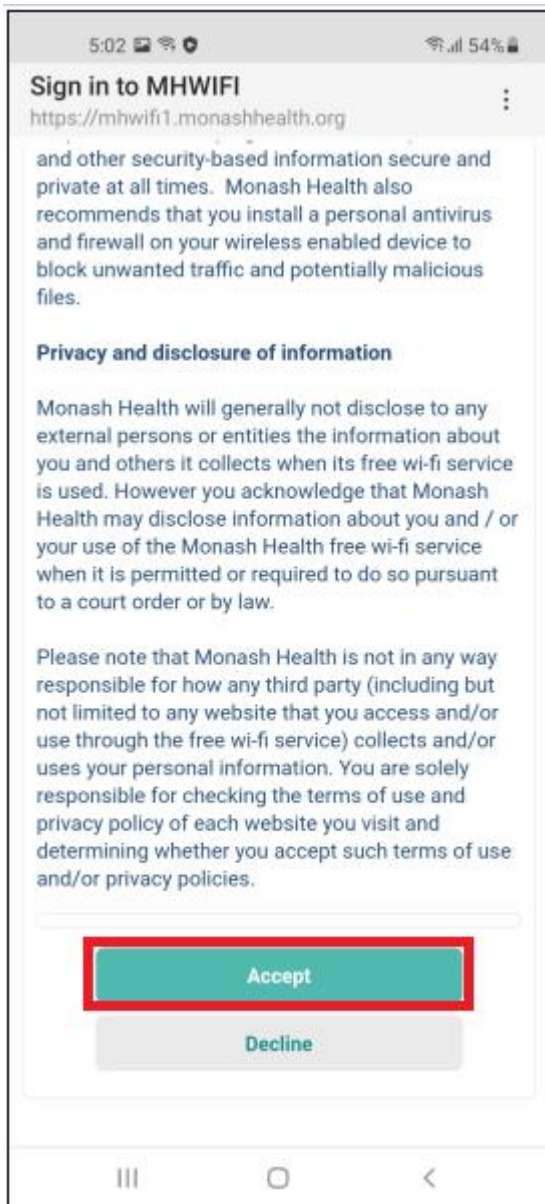 5:02 54%
Sign in to MHWIFI
https://mhwifi1.monashhealth.org
and other security-based information secure and
private at all times. Monash Health also
recommends that you install a personal antivirus
and firewall on your wireless enabled device to
block unwanted traffic and potentially malicious
files.
Privacy and disclosure of information
Monash Health will generally not disclose to any
external persons or entities the information about
you and others it collects when its free wi-fi service
is used. However you acknowledge that Monash
Health may disclose information about you and / or
your use of the Monash Health free wi-fi service
when it is permitted or required to do so pursuant
to a court order or by law.
Please note that Monash Health is not in any way
responsible for how any third party (including but
not limited to any website that you access and/or
use through the free wi-fi service) collects and/or
uses your personal information. You are solely
responsible for checking the terms of use and
privacy policy of each website you visit and
determining whether you accept such terms of use
and/or privacy policies.
Accept
Decline